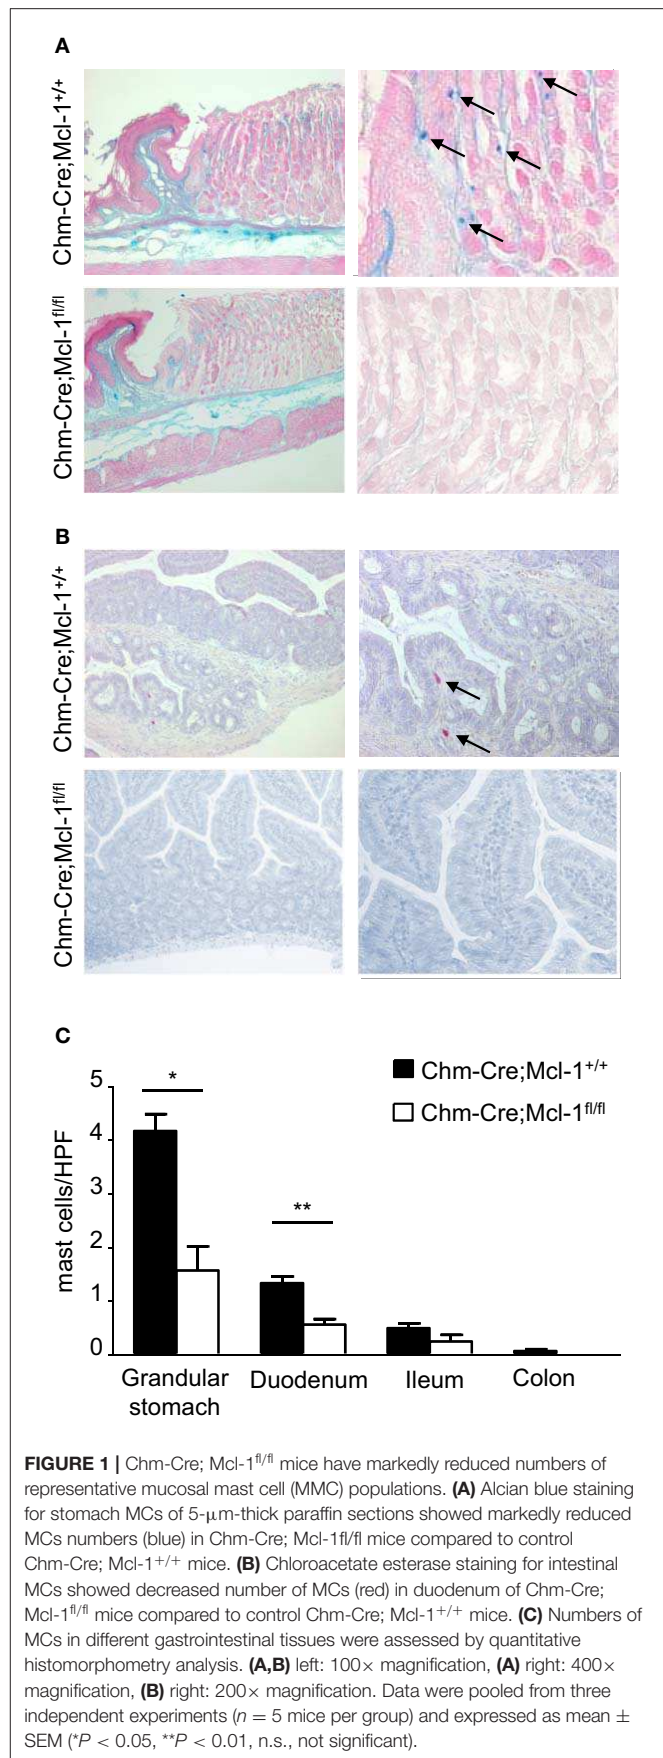 A
Chm-Cre;Mcl-1+/+
Chm-Cre;Mcl-1fl/fl
B
Chm-Cre;Mcl-1+/+
Chm-Cre;Mcl-1fl/fl
C
Chm-Cre;Mcl-1+/+
Chm-Cre;Mcl-1fl/fl
mast cells/HPF
5
4
3
2
1
0
*
**
Grandular stomach
Duodenum
Ileum
Colon
FIGURE 1 | Chm-Cre; Mcl-1fl/fl mice have markedly reduced numbers of
representative mucosal mast cell (MMC) populations. (A) Alcian blue staining
for stomach MCs of 5-μm-thick paraffin sections showed markedly reduced
MCs numbers (blue) in Chm-Cre; Mcl-1fl/fl mice compared to control
Chm-Cre; Mcl-1+/+ mice. (B) Chloroacetate esterase staining for intestinal
MCs showed decreased number of MCs (red) in duodenum of Chm-Cre;
Mcl-1fl/fl mice compared to control Chm-Cre; Mcl-1+/+ mice. (C) Numbers of
MCs in different gastrointestinal tissues were assessed by quantitative
histomorphometry analysis. (A,B) left: 100× magnification, (A) right: 400×
magnification, (B) right: 200× magnification. Data were pooled from three
independent experiments (n = 5 mice per group) and expressed as mean ±
SEM (*P < 0.05, **P < 0.01, n.s., not significant).